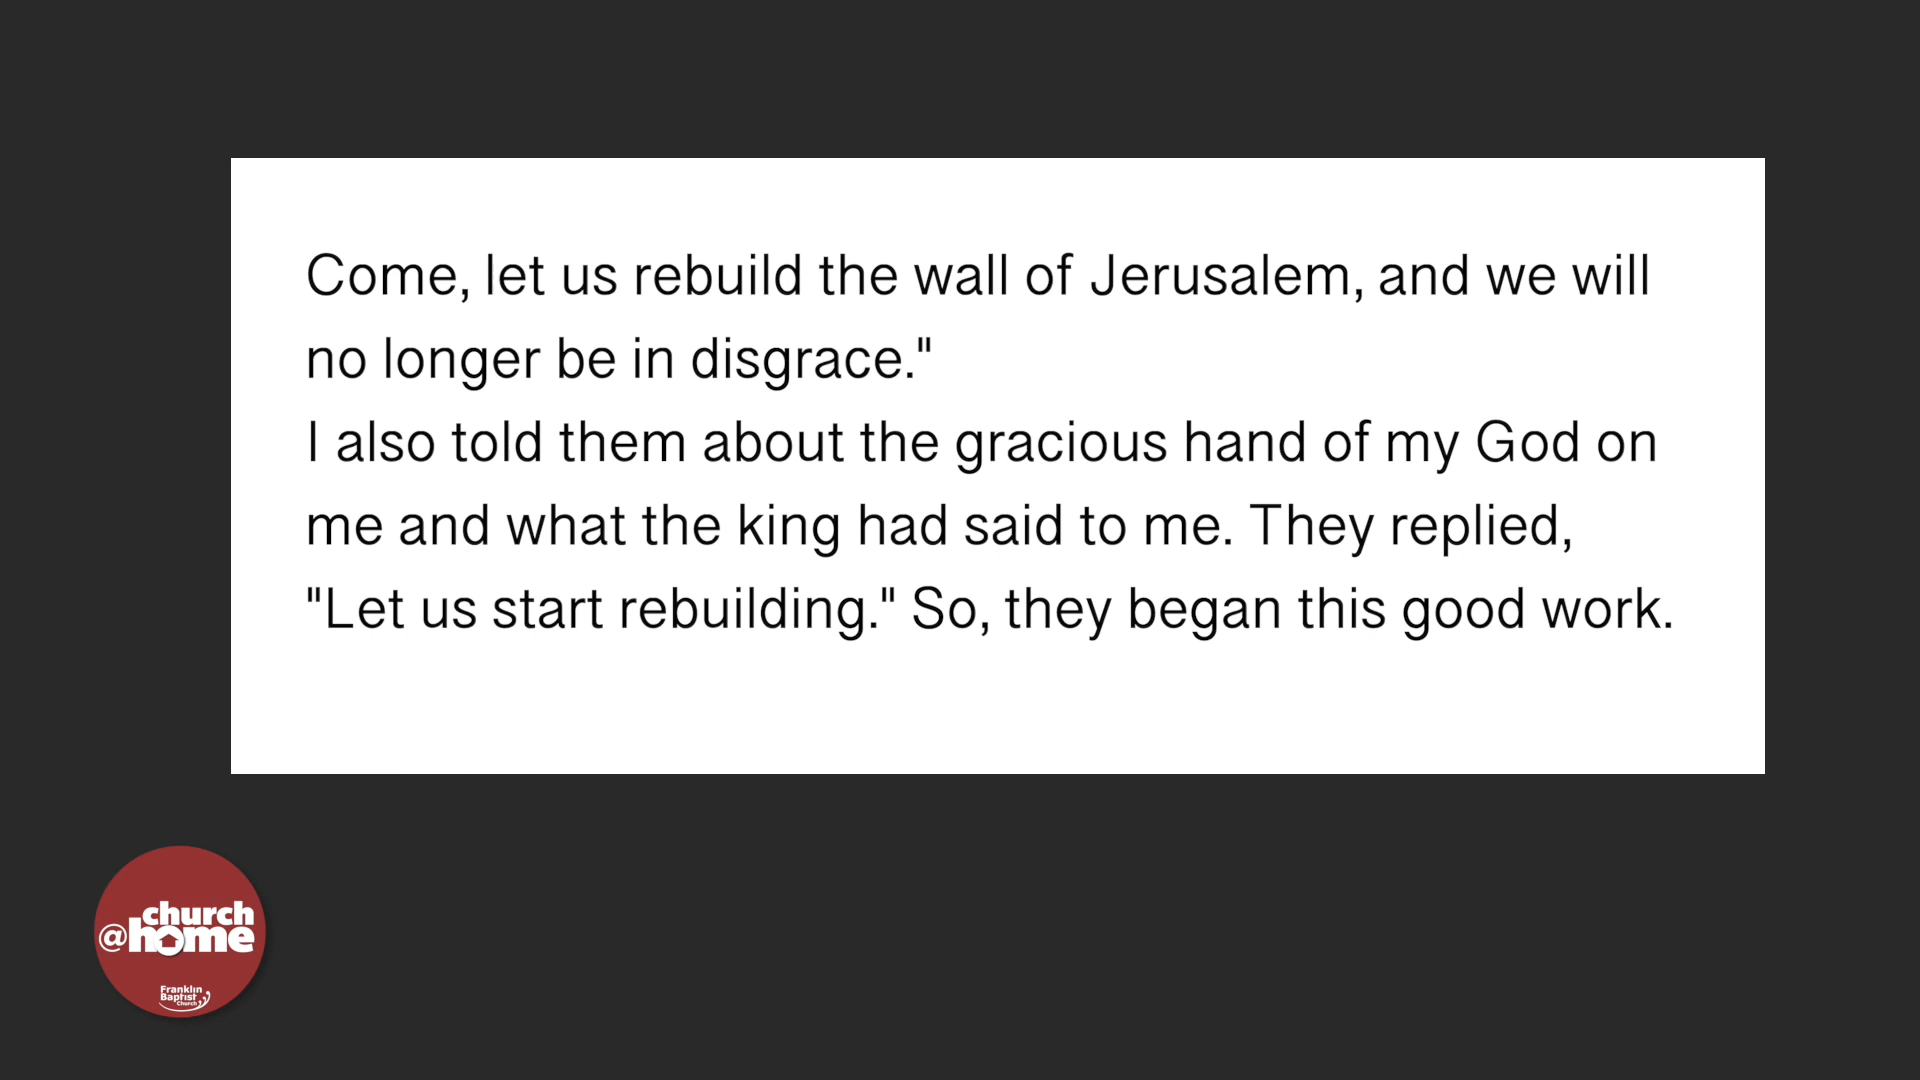 Come, let us rebuild the wall of Jerusalem, and we will
no longer be in disgrace."
I also told them about the gracious hand of my God on
me and what the king had said to me. They replied,
"Let us start rebuilding." So, they began this good work.
church
@home
Franklin
Baptist
Church